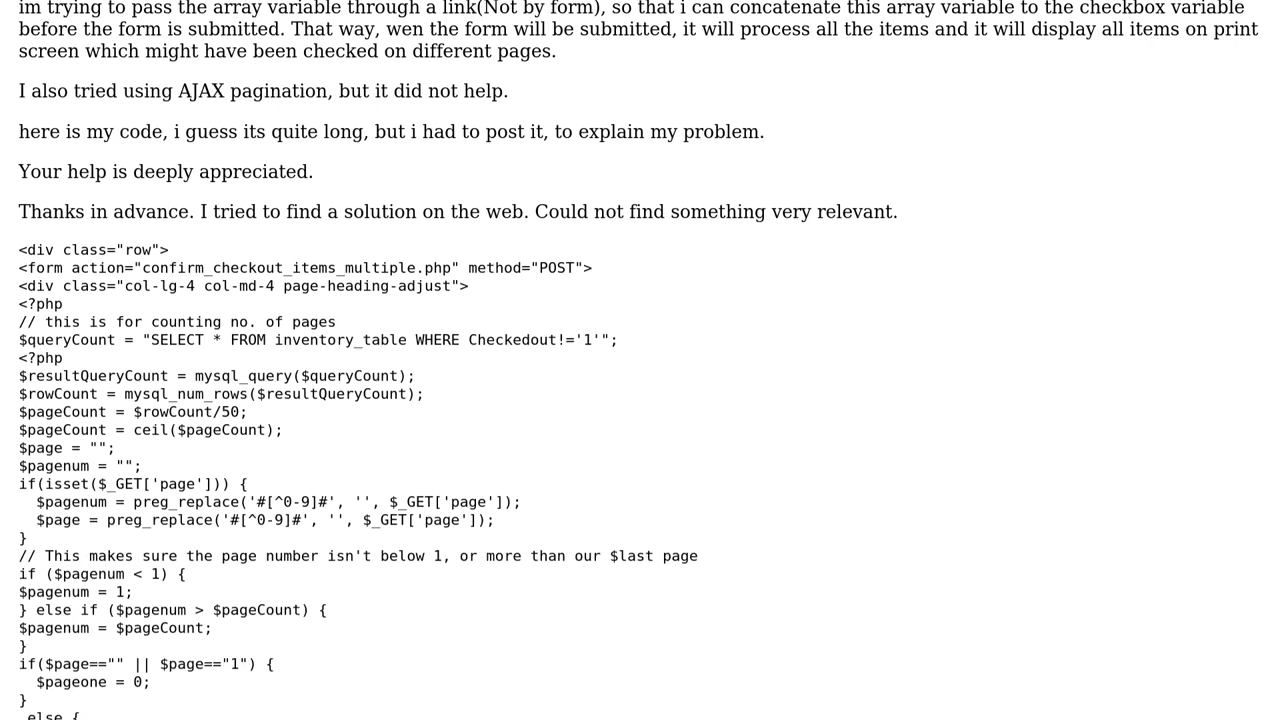 im trying to pass the array variable through a link(Not by form), so that i can concatenate this array variable to the checkbox variable
before the form is submitted. That way, wen the form will be submitted, it will process all the items and it will display all items on print
screen which might have been checked on different pages.
I also tried using AJAX pagination, but it did not help.
here is my code, i guess its quite long, but i had to post it, to explain my problem.
Your help is deeply appreciated.
Thanks in advance. I tried to find a solution on the web. Could not find something very relevant.
<div class="row">
<form action="confirm_checkout_items_multiple.php" method="POST">
<div class="col-lg-4 col-md-4 page-heading-adjust">
<?php
// this is for counting no. of pages
$queryCount = "SELECT * FROM inventory_table WHERE Checkedout!='1'";
<?php
$resultQueryCount = mysql_query($queryCount);
$rowCount = mysql_num_rows($resultQueryCount);
$pageCount = $rowCount/50;
$pageCount = ceil($pageCount);
$page = "";
$pagenum = "";
if(isset($_GET['page'])) {
  $pagenum = preg_replace('#[^0-9]#', '', $_GET['page']);
  $page = preg_replace('#[^0-9]#', '', $_GET['page']);
}
// This makes sure the page number isn't below 1, or more than our $last page
if ($pagenum < 1) {
$pagenum = 1;
} else if ($pagenum > $pageCount) {
$pagenum = $pageCount;
}
if($page=="" || $page=="1") {
  $pageone = 0;
}
 else {